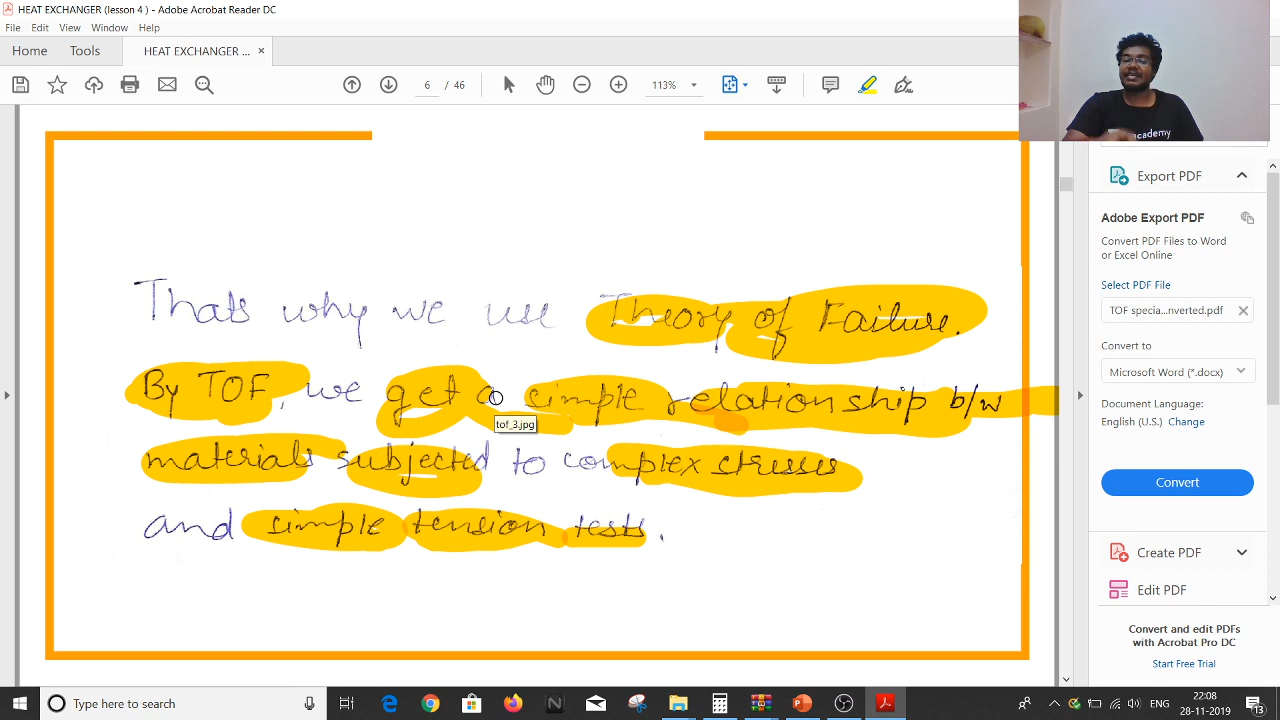 HEAT EXCHANGER (lesson 4 ) - Adobe Acrobat Reader DC
File Edit View Window Help
Home Tools HEAT EXCHANGER ... ×
6 / 46 113%
academy
Export PDF
Adobe Export PDF
Convert PDF Files to Word
or Excel Online
Select PDF File
TOF specia...nverted.pdf
Convert to
Microsoft Word (*.docx)
Document Language:
English (U.S.) Change
Convert
Create PDF
Edit PDF
Convert and edit PDFs
with Acrobat Pro DC
Start Free Trial
Thats why we use Theory of Failure.
By TOF, we get a simple relationship b/w
tof_3.jpg
materials subjected to complex stresses
and simple tension tests.
Type here to search
ENG
22:08
28-11-2019
13